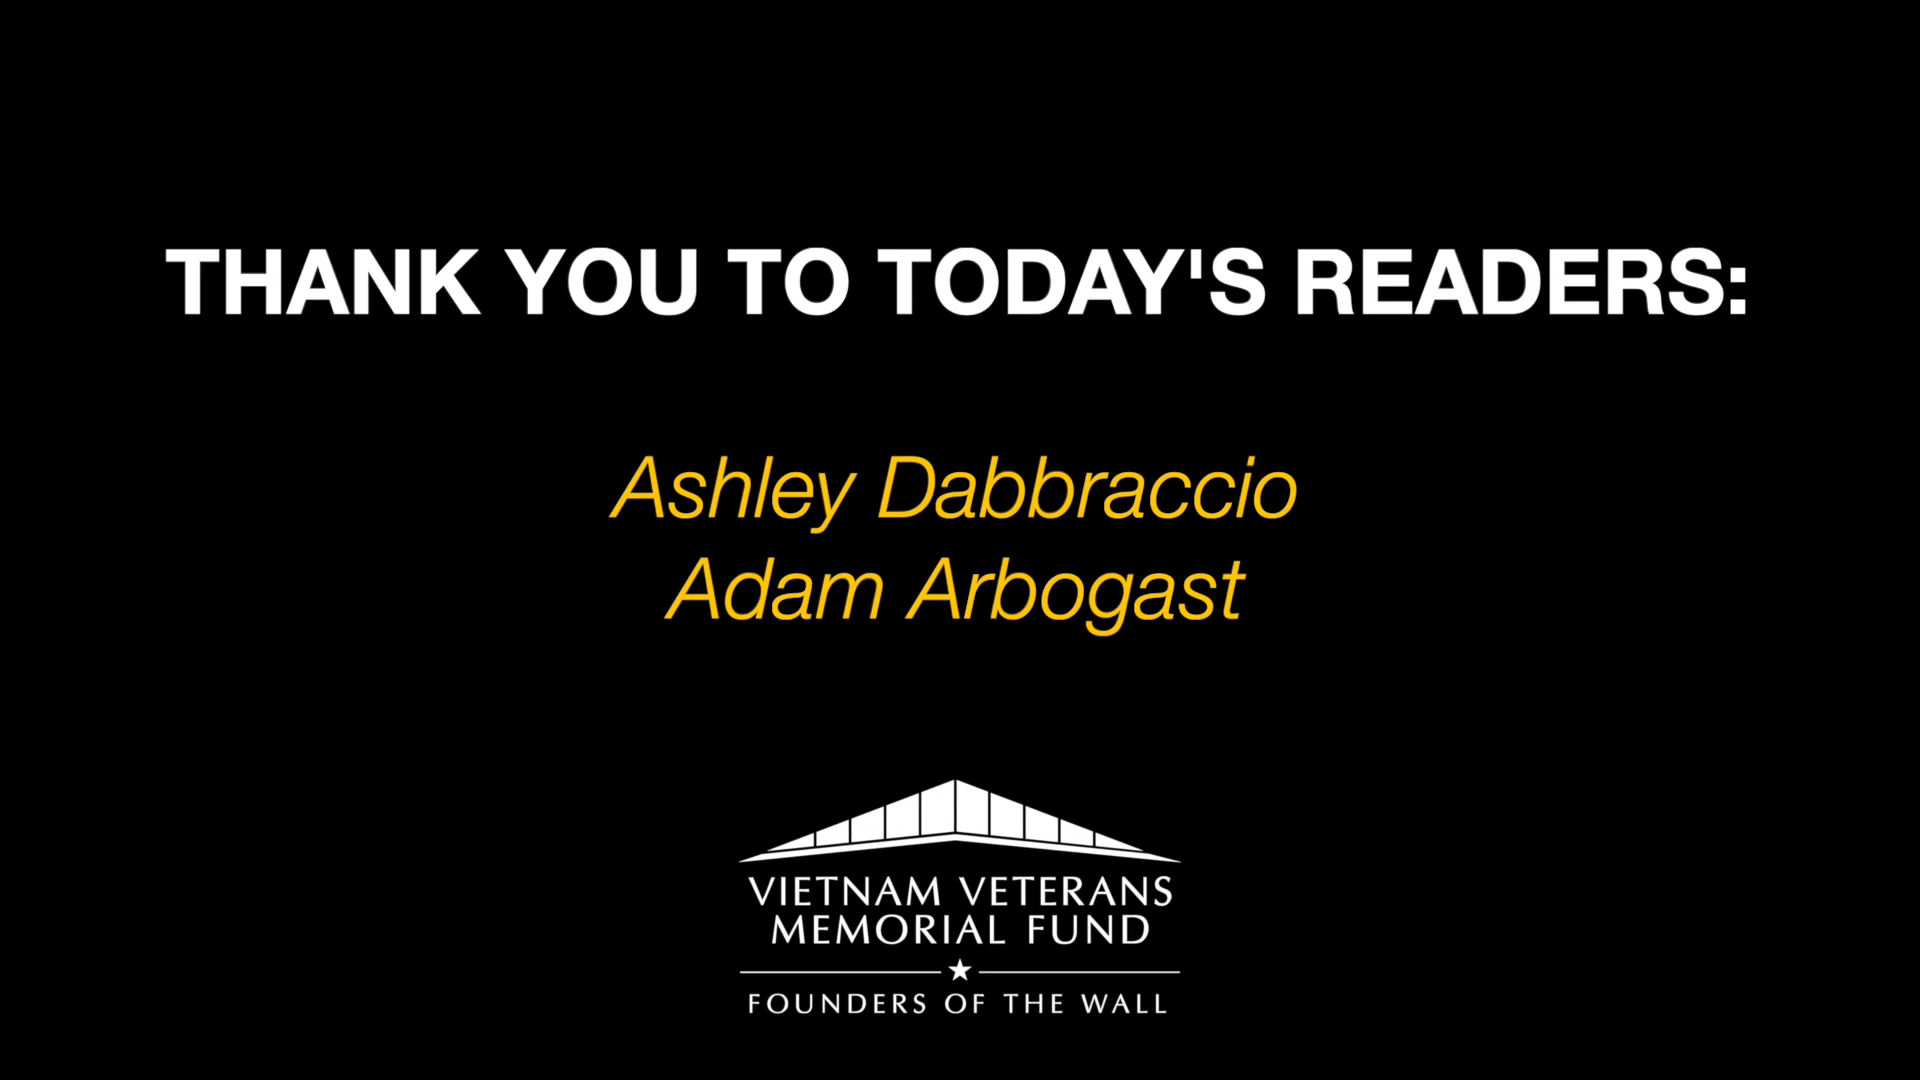 THANK YOU TO TODAY'S READERS:
Ashley Dabbraccio
Adam Arbogast
VIETNAM VETERANS
MEMORIAL FUND
FOUNDERS OF THE WALL